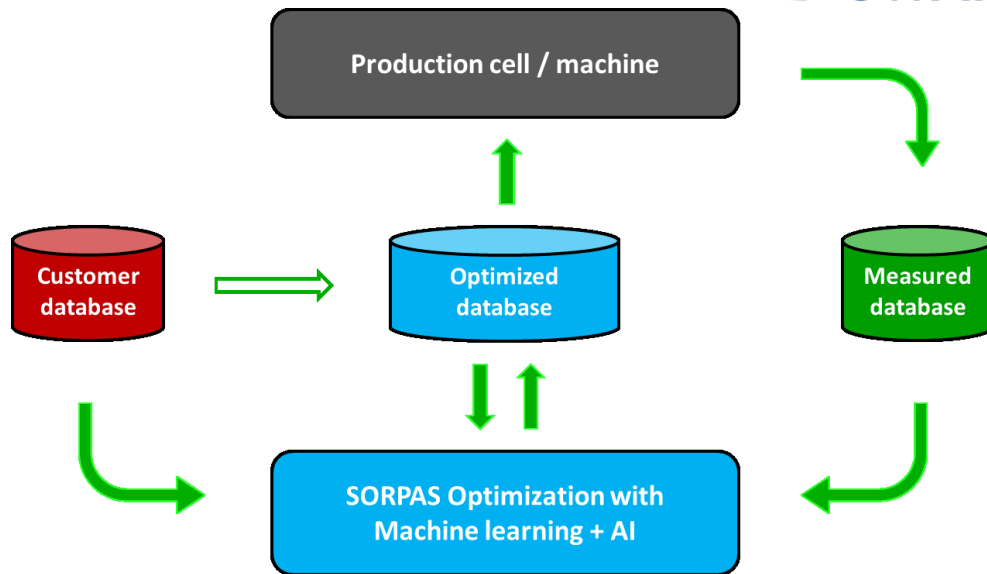 Production cell / machine
Customer
database
Optimized
database
Measured
database
SORPAS Optimization with
Machine learning + AI